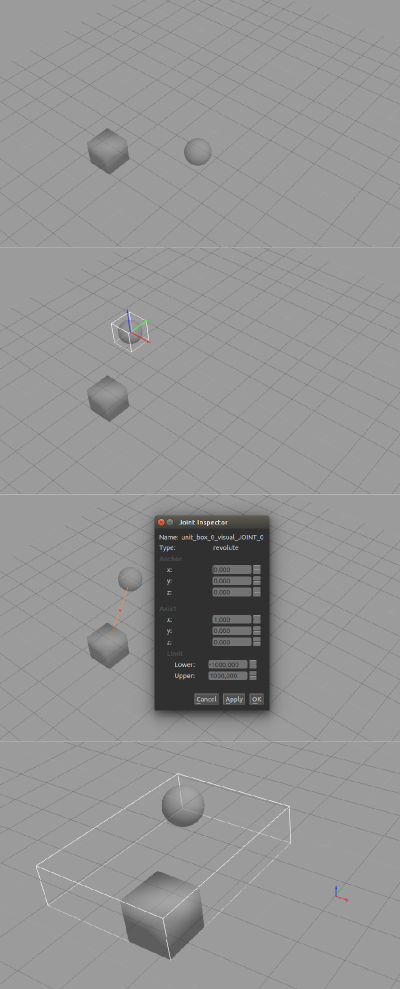 Joint Inspector
Name: unit_box_0_visual_JOINT_0
Type: revolute
Anchor
x: 0.000
y: 0.000
z: 0.000
Axis0
x: 1.000
y: 0.000
z: 0.000
Limit
Lower: -1000,000
Upper: 1000,000
Cancel Apply OK